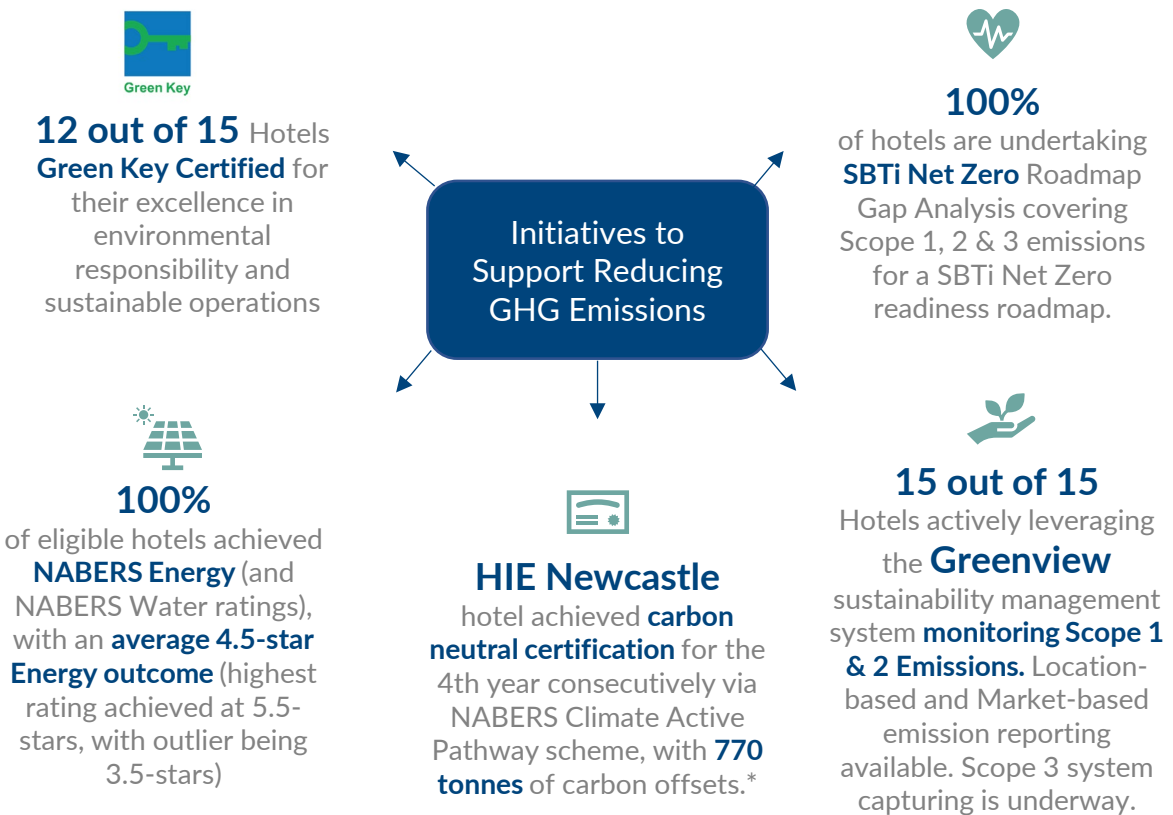 Green Key
12 out of 15 Hotels
Green Key Certified for
their excellence in
environmental
responsibility and
sustainable operations
100%
of hotels are undertaking
SBTi Net Zero Roadmap
Gap Analysis covering
Scope 1, 2 & 3 emissions
for a SBTi Net Zero
readiness roadmap.
Initiatives to
Support Reducing
GHG Emissions
100%
of eligible hotels achieved
NABERS Energy (and
NABERS Water ratings),
with an average 4.5-star
Energy outcome (highest
rating achieved at 5.5-
stars, with outlier being
3.5-stars)
HIE Newcastle
hotel achieved carbon
neutral certification for the
4th year consecutively via
NABERS Climate Active
Pathway scheme, with 770
tonnes of carbon offsets.*
15 out of 15
Hotels actively leveraging
the Greenview
sustainability management
system monitoring Scope 1
& 2 Emissions. Location-
based and Market-based
emission reporting
available. Scope 3 system
capturing is underway.